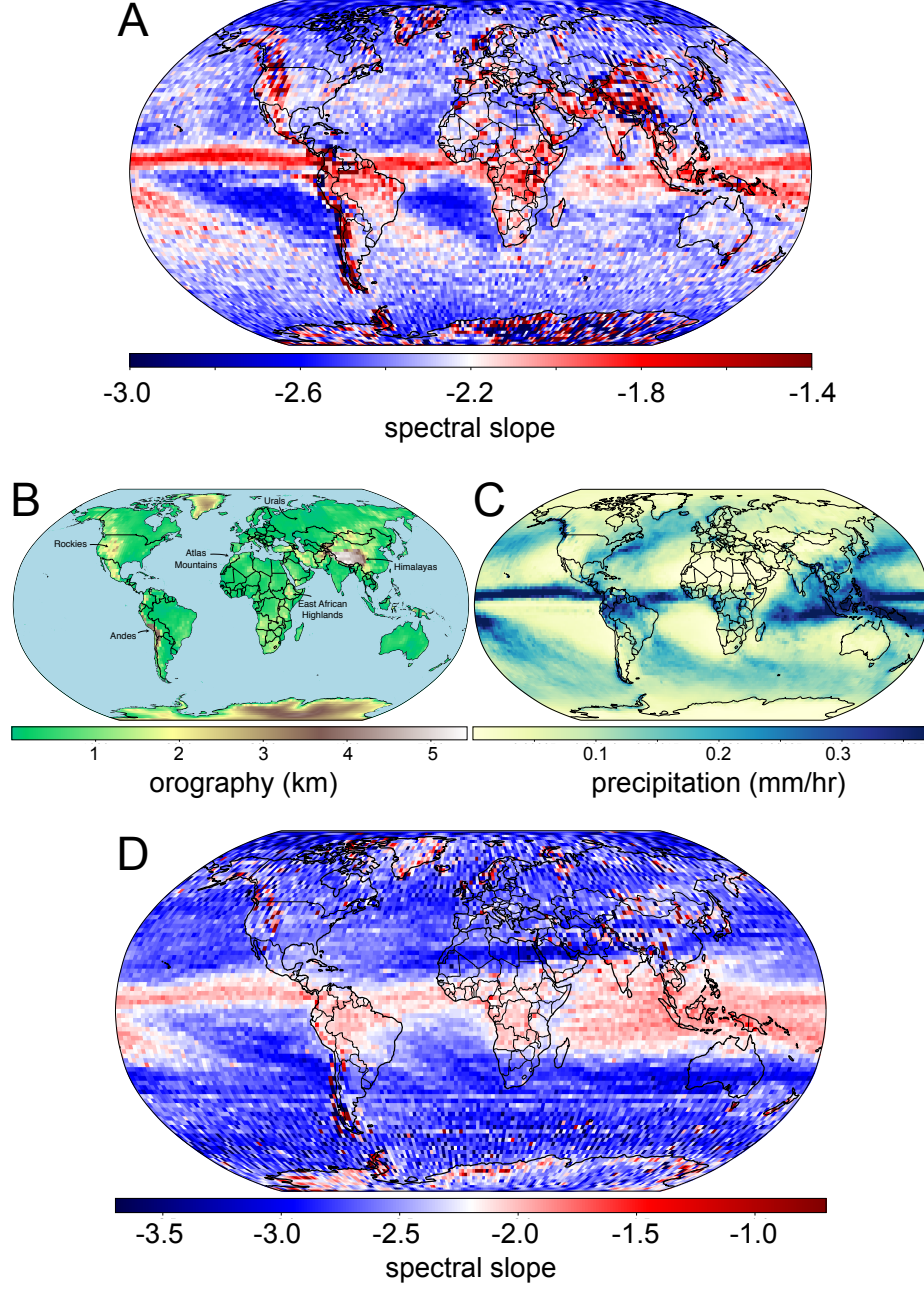 A
-3.0 -2.6 -2.2 -1.8 -1.4
spectral slope
B
Urals
Rockies
Atlas
Mountains
Himalayas
East African
Highlands
Andes
1 2 3 4 5
orography (km)
C
0.1 0.2 0.3
precipitation (mm/hr)
D
-3.5 -3.0 -2.5 -2.0 -1.5 -1.0
spectral slope